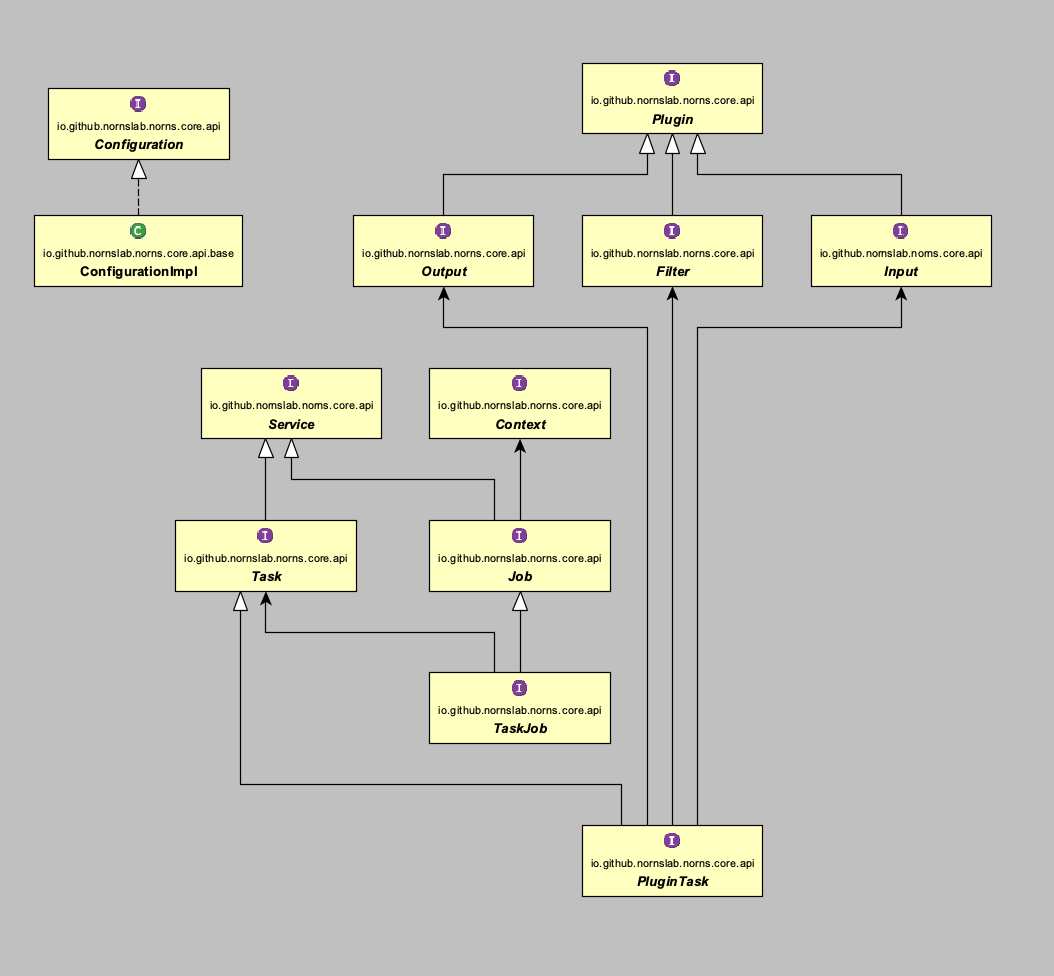 I
io.github.nornslab.norns.core.api
Plugin
I
io.github.nornslab.norns.core.api
Configuration
C
io.github.nornslab.norns.core.api.base
ConfigurationImpl
I
io.github.nornslab.norns.core.api
Output
I
io.github.nornslab.norns.core.api
Filter
I
io.github.nornslab.norns.core.api
Input
I
io.github.nornslab.norns.core.api
Service
I
io.github.nornslab.norns.core.api
Context
I
io.github.nornslab.norns.core.api
Task
I
io.github.nornslab.norns.core.api
Job
I
io.github.nornslab.norns.core.api
TaskJob
I
io.github.nornslab.norns.core.api
PluginTask